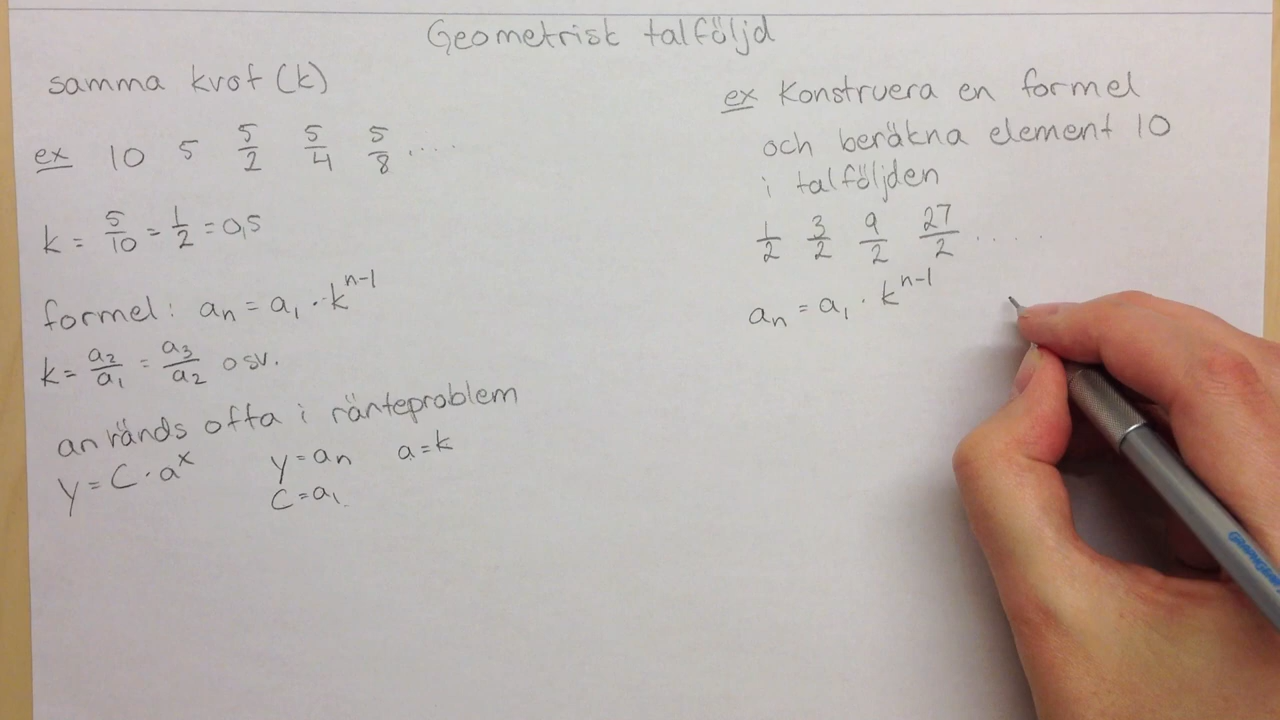 Geometrisk talföljd
samma kvot (k)
ex 10 5 5/2 5/4 5/8 ....
k = 5/10 = 1/2 = 0,5
formel: aₙ = a₁ · kⁿ⁻¹
k = a₂/a₁ = a₃/a₂ osv.
används ofta i ränteproblem
y = C · aˣ y = aₙ a = k
C = a₁
ex Konstruera en formel
och beräkna element 10
i talföljden
1/2 3/2 9/2 27/2 .....
aₙ = a₁ · kⁿ⁻¹